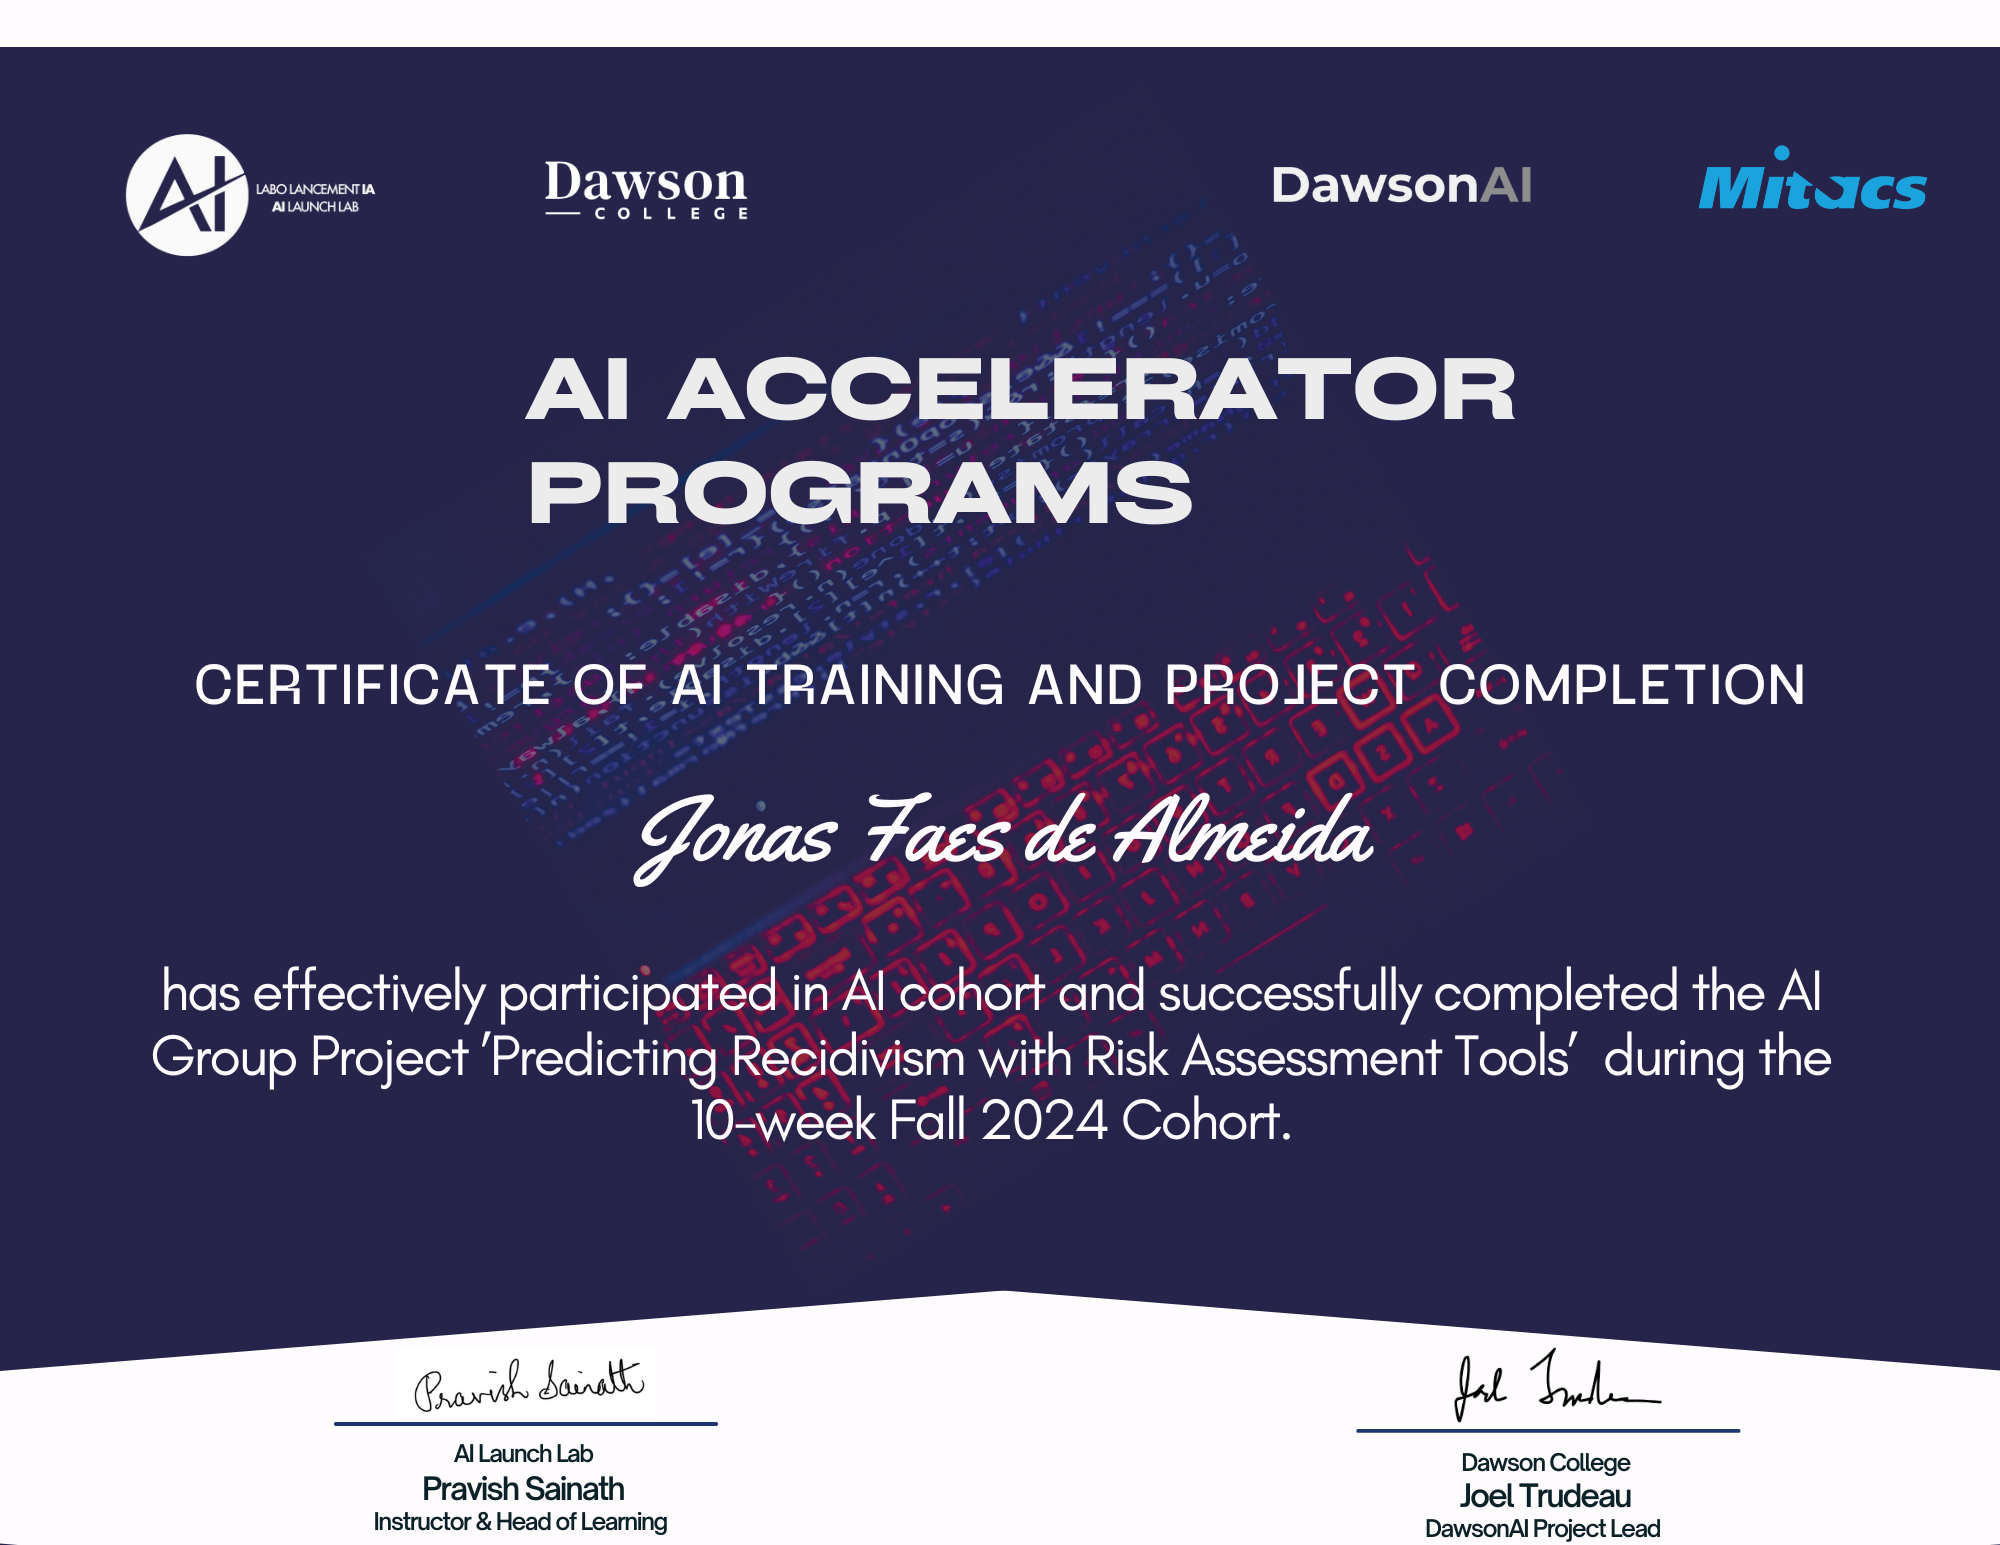 AI
LABO LANCEMENT IA
AI LAUNCH LAB
Dawson
COLLEGE
DawsonAI
Mitacs
AI ACCELERATOR
PROGRAMS
CERTIFICATE OF AI TRAINING AND PROJECT COMPLETION
Jonas Faes de Almeida
has effectively participated in AI cohort and successfully completed the AI
Group Project 'Predicting Recidivism with Risk Assessment Tools'  during the
10-week Fall 2024 Cohort.
Pravish Sainath
AI Launch Lab
Pravish Sainath
Instructor & Head of Learning
Joel Trudeau
Dawson College
Joel Trudeau
DawsonAI Project Lead